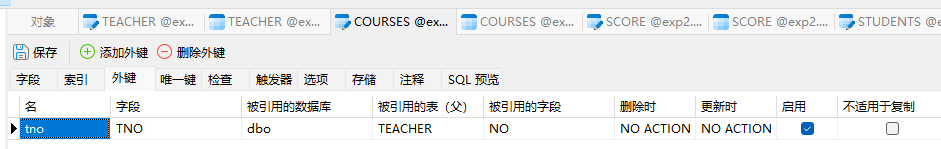 对象 TEACHER @ex... TEACHER @ex... COURSES @ex... COURSES @ex... SCORE @exp2.... SCORE @exp2.... STUDENTS @e
保存 添加外键 删除外键
字段 索引 外键 唯一键 检查 触发器 选项 存储 注释 SQL 预览
名 字段 被引用的数据库 被引用的表（父） 被引用的字段 删除时 更新时 启用 不适用于复制
tno TNO dbo TEACHER NO NO ACTION NO ACTION